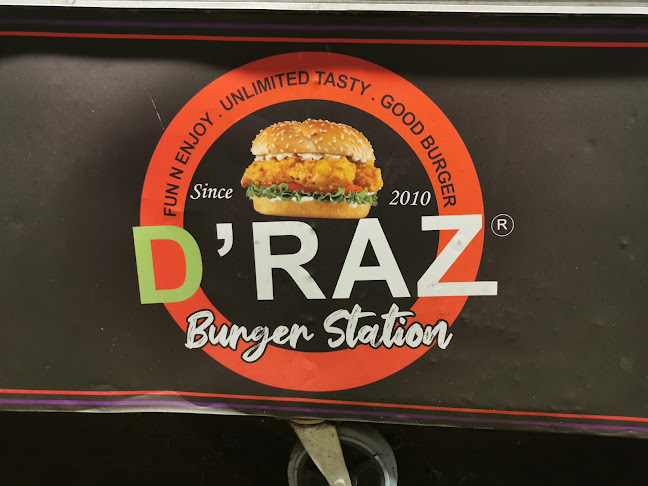 FUN N ENJOY . UNLIMITED TASTY . GOOD BURGER
Since 2010
D'RAZ ®
Burger Station